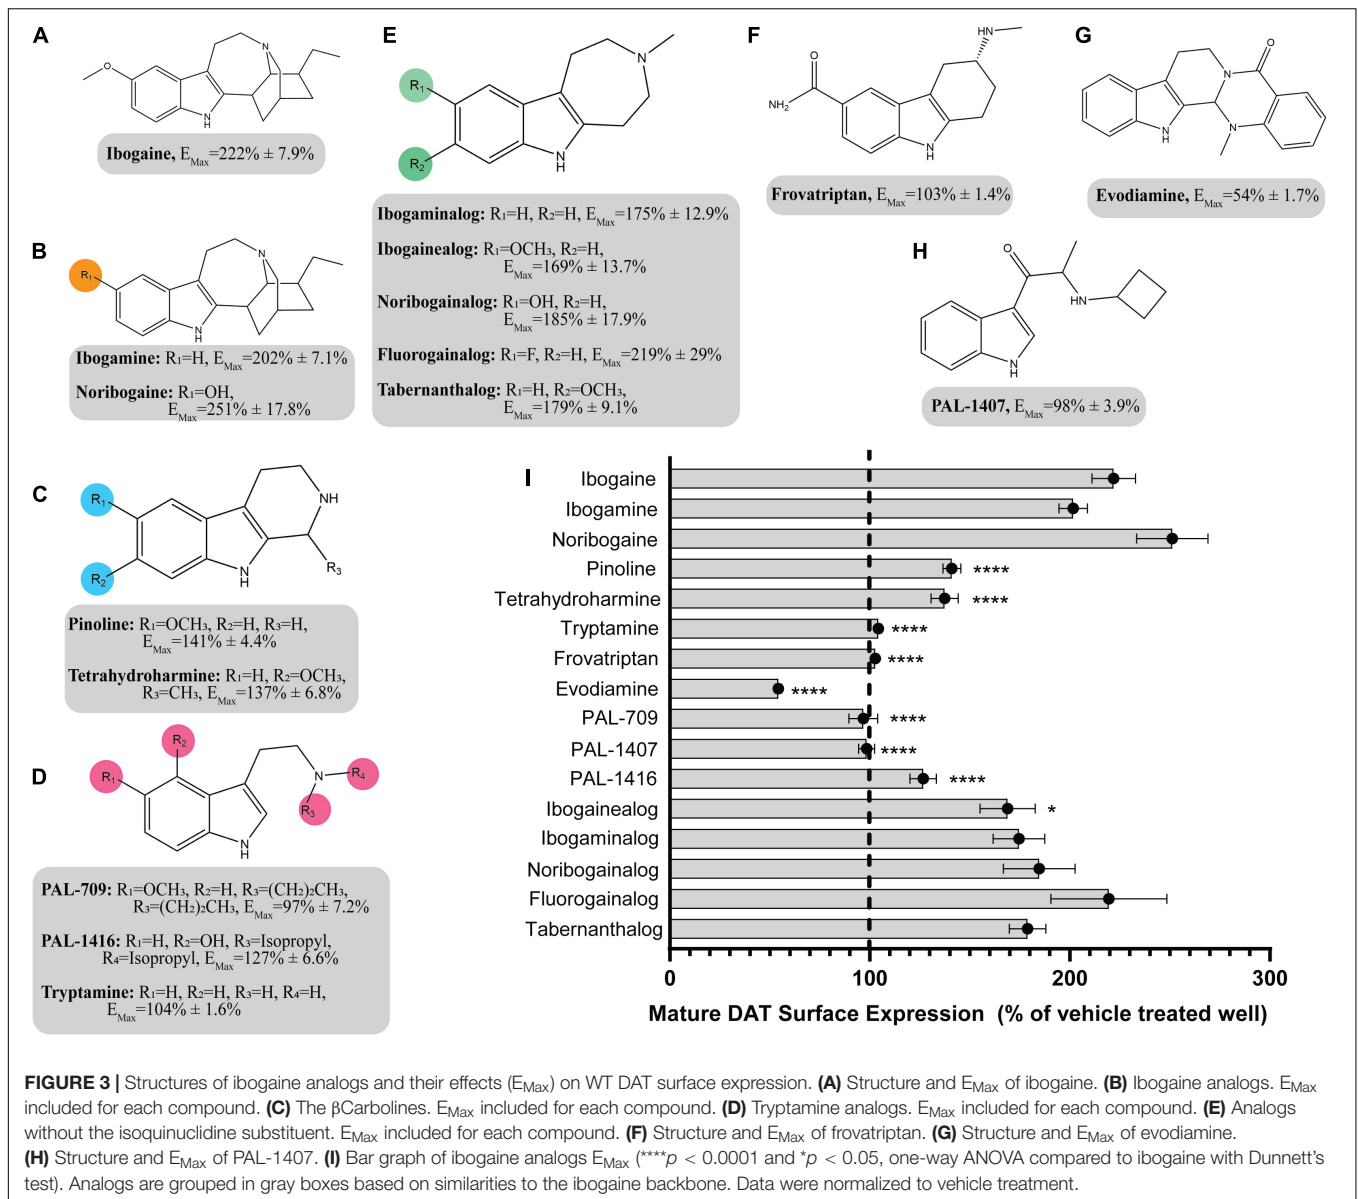 A
O
N
N
H
Ibogaine, EMax=222% ± 7.9%
B
R₁
N
N
H
Ibogamine: R₁=H, EMax=202% ± 7.1%
Noribogaine: R₁=OH,
EMax=251% ± 17.8%
C
R₁
R₂
NH
N
H
R₃
Pinoline: R₁=OCH₃, R₂=H, R₃=H,
EMax=141% ± 4.4%
Tetrahydroharmine: R₁=H, R₂=OCH₃,
R₃=CH₃, EMax=137% ± 6.8%
D
R₂
R₁
N
R₄
R₃
N
H
PAL-709: R₁=OCH₃, R₂=H, R₃=(CH₂)₂CH₃,
R₃=(CH₂)₂CH₃, EMax=97% ± 7.2%
PAL-1416: R₁=H, R₂=OH, R₃=Isopropyl,
R₄=Isopropyl, EMax=127% ± 6.6%
Tryptamine: R₁=H, R₂=H, R₃=H, R₄=H,
EMax=104% ± 1.6%
E
R₁
R₂
N
N
H
Ibogaminalog: R₁=H, R₂=H, EMax=175% ± 12.9%
Ibogainealog: R₁=OCH₃, R₂=H,
EMax=169% ± 13.7%
Noribogainalog: R₁=OH, R₂=H,
EMax=185% ± 17.9%
Fluorogainalog: R₁=F, R₂=H, EMax=219% ± 29%
Tabernanthalog: R₁=H, R₂=OCH₃,
EMax=179% ± 9.1%
F
HN
O
NH₂
N
H
Frovatriptan, EMax=103% ± 1.4%
G
O
N
N
H
N
Evodiamine, EMax=54% ± 1.7%
H
O
HN
N
H
PAL-1407, EMax=98% ± 3.9%
I
Ibogaine
Ibogamine
Noribogaine
Pinoline ****
Tetrahydroharmine ****
Tryptamine ****
Frovatriptan ****
Evodiamine ****
PAL-709 ****
PAL-1407 ****
PAL-1416 ****
Ibogainealog *
Ibogaminalog
Noribogainalog
Fluorogainalog
Tabernanthalog
0 100 200 300
Mature DAT Surface Expression (% of vehicle treated well)
FIGURE 3 | Structures of ibogaine analogs and their effects (EMax) on WT DAT surface expression. (A) Structure and EMax of ibogaine. (B) Ibogaine analogs. EMax
included for each compound. (C) The βCarbolines. EMax included for each compound. (D) Tryptamine analogs. EMax included for each compound. (E) Analogs
without the isoquinuclidine substituent. EMax included for each compound. (F) Structure and EMax of frovatriptan. (G) Structure and EMax of evodiamine.
(H) Structure and EMax of PAL-1407. (I) Bar graph of ibogaine analogs EMax (****p < 0.0001 and *p < 0.05, one-way ANOVA compared to ibogaine with Dunnett's
test). Analogs are grouped in gray boxes based on similarities to the ibogaine backbone. Data were normalized to vehicle treatment.